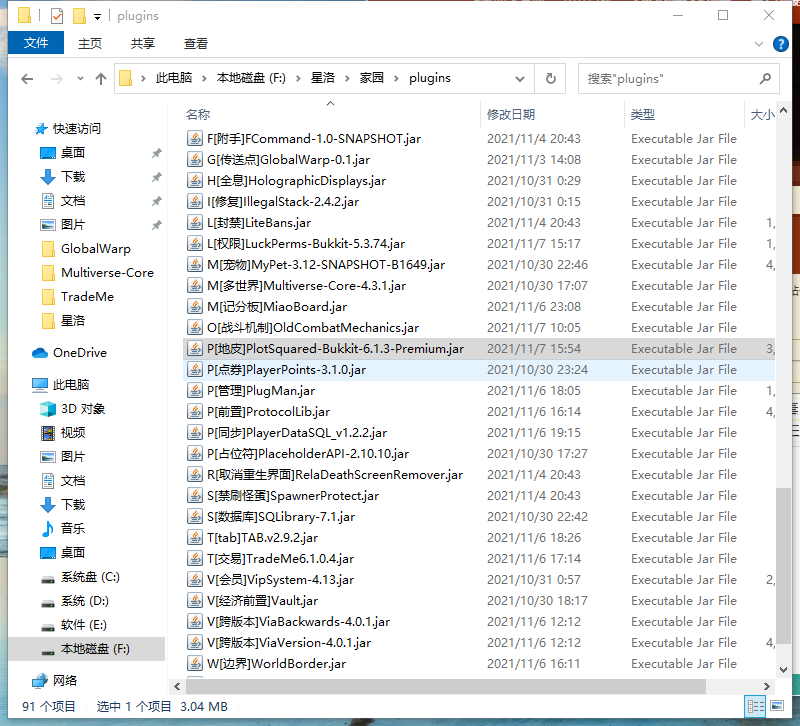 plugins
文件 主页 共享 查看
此电脑 本地磁盘 (F:) 星洛 家园 plugins 搜索"plugins"
名称 修改日期 类型 大小
快速访问
桌面
下载
文档
图片
GlobalWarp
Multiverse-Core
TradeMe
星洛
OneDrive
此电脑
3D 对象
视频
图片
文档
下载
音乐
桌面
系统盘 (C:)
系统 (D:)
软件 (E:)
本地磁盘 (F:)
网络
F[附手]FCommand-1.0-SNAPSHOT.jar 2021/11/4 20:43 Executable Jar File
G[传送点]GlobalWarp-0.1.jar 2021/11/3 14:08 Executable Jar File
H[全息]HolographicDisplays.jar 2021/10/31 0:29 Executable Jar File
I[修复]IllegalStack-2.4.2.jar 2021/10/31 0:15 Executable Jar File
L[封禁]LiteBans.jar 2021/11/4 20:43 Executable Jar File 1,
L[权限]LuckPerms-Bukkit-5.3.74.jar 2021/11/7 15:17 Executable Jar File 1,
M[宠物]MyPet-3.12-SNAPSHOT-B1649.jar 2021/10/30 22:46 Executable Jar File 4,
M[多世界]Multiverse-Core-4.3.1.jar 2021/10/30 17:07 Executable Jar File
M[记分板]MiaoBoard.jar 2021/11/6 23:08 Executable Jar File
O[战斗机制]OldCombatMechanics.jar 2021/11/7 10:05 Executable Jar File
P[地皮]PlotSquared-Bukkit-6.1.3-Premium.jar 2021/11/7 15:54 Executable Jar File 3,
P[点券]PlayerPoints-3.1.0.jar 2021/10/30 23:24 Executable Jar File
P[管理]PlugMan.jar 2021/11/6 18:05 Executable Jar File 1,
P[前置]ProtocolLib.jar 2021/11/6 16:14 Executable Jar File 4,
P[同步]PlayerDataSQL_v1.2.2.jar 2021/11/6 19:15 Executable Jar File
P[占位符]PlaceholderAPI-2.10.10.jar 2021/10/30 17:27 Executable Jar File
R[取消重生界面]RelaDeathScreenRemover.jar 2021/11/4 20:43 Executable Jar File
S[禁刷怪蛋]SpawnerProtect.jar 2021/11/4 20:43 Executable Jar File
S[数据库]SQLibrary-7.1.jar 2021/10/30 22:42 Executable Jar File
T[tab]TAB.v2.9.2.jar 2021/11/6 18:26 Executable Jar File
T[交易]TradeMe6.1.0.4.jar 2021/11/6 17:14 Executable Jar File
V[会员]VipSystem-4.13.jar 2021/10/31 0:57 Executable Jar File 2,
V[经济前置]Vault.jar 2021/10/30 18:17 Executable Jar File
V[跨版本]ViaBackwards-4.0.1.jar 2021/11/6 12:12 Executable Jar File
V[跨版本]ViaVersion-4.0.1.jar 2021/11/6 12:12 Executable Jar File 4,
W[边界]WorldBorder.jar 2021/11/6 16:11 Executable Jar File
91 个项目 选中 1 个项目 3.04 MB